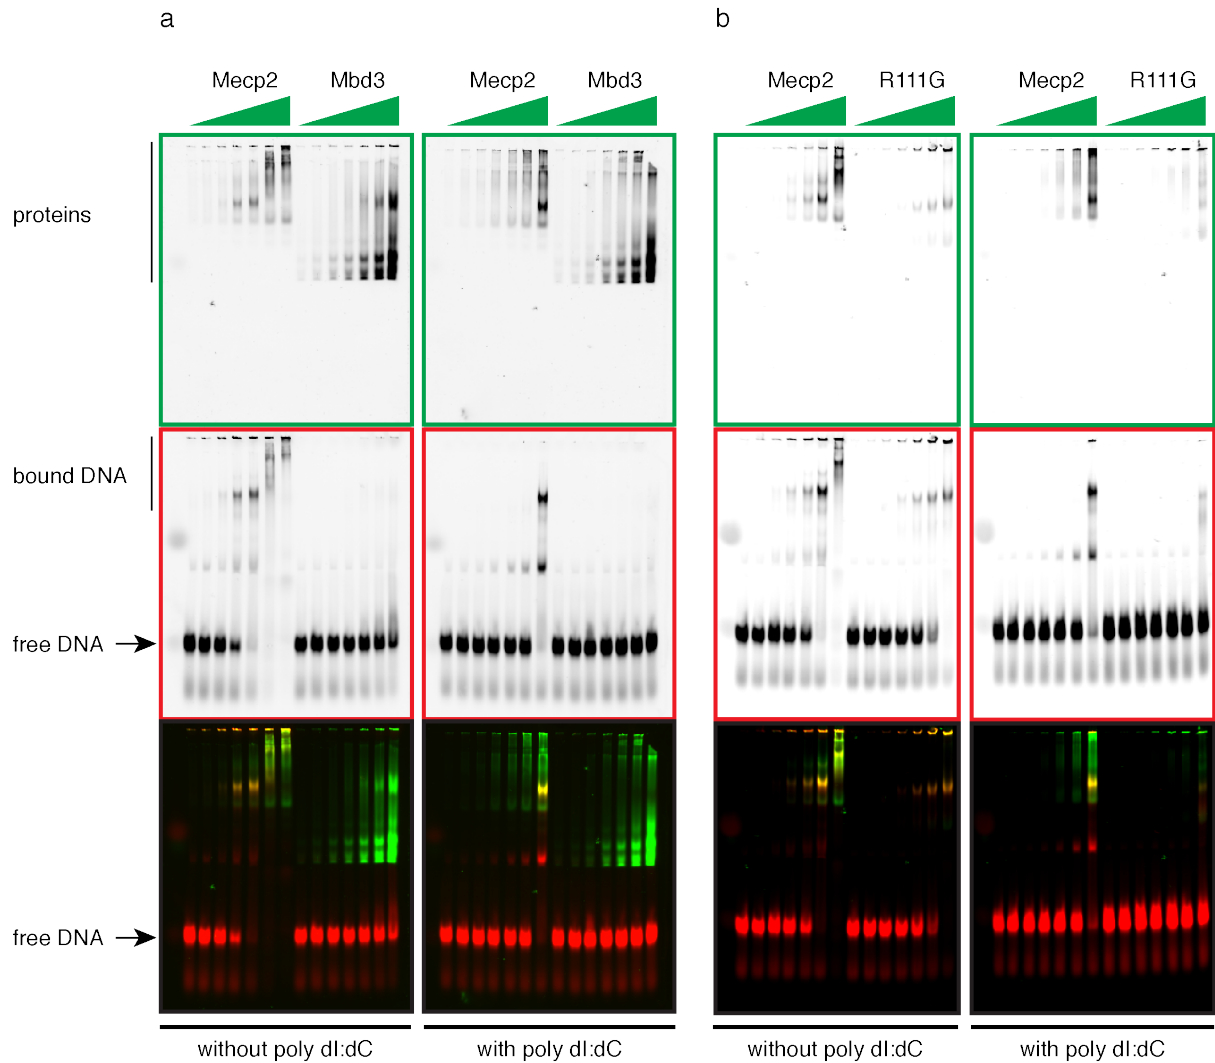 a
b
Mecp2 Mbd3 Mecp2 Mbd3 Mecp2 R111G Mecp2 R111G
proteins
bound DNA
free DNA
free DNA
without poly dI:dC with poly dI:dC without poly dI:dC with poly dI:dC